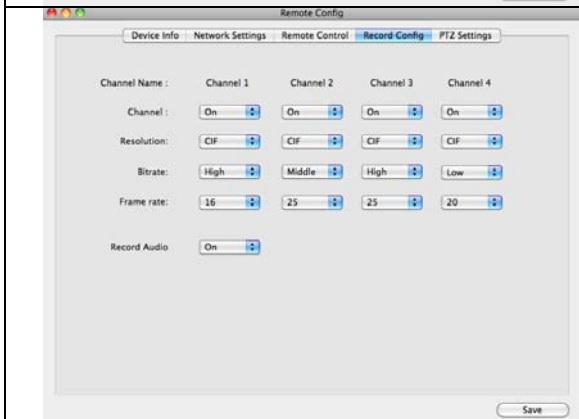 Remote Config
Device Info Network Settings Remote Control Record Config PTZ Settings
Channel Name : Channel 1 Channel 2 Channel 3 Channel 4
Channel : On On On On
Resolution: CIF CIF CIF CIF
Bitrate: High Middle High Low
Frame rate: 16 25 25 20
Record Audio On
Save